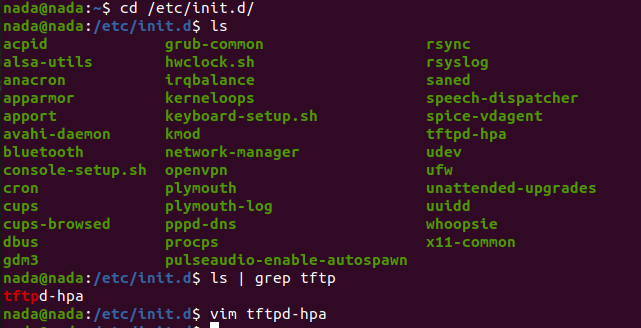 nada@nada:~$ cd /etc/init.d/
nada@nada:/etc/init.d$ ls
acpid grub-common rsync
alsa-utils hwclock.sh rsyslog
anacron irqbalance saned
apparmor kerneloops speech-dispatcher
apport keyboard-setup.sh spice-vdagent
avahi-daemon kmod tftpd-hpa
bluetooth network-manager udev
console-setup.sh openvpn ufw
cron plymouth unattended-upgrades
cups plymouth-log uuidd
cups-browsed pppd-dns whoopsie
dbus procps x11-common
gdm3 pulseaudio-enable-autospawn
nada@nada:/etc/init.d$ ls | grep tftp
tftpd-hpa
nada@nada:/etc/init.d$ vim tftpd-hpa
nada@nada:/etc/init.d$